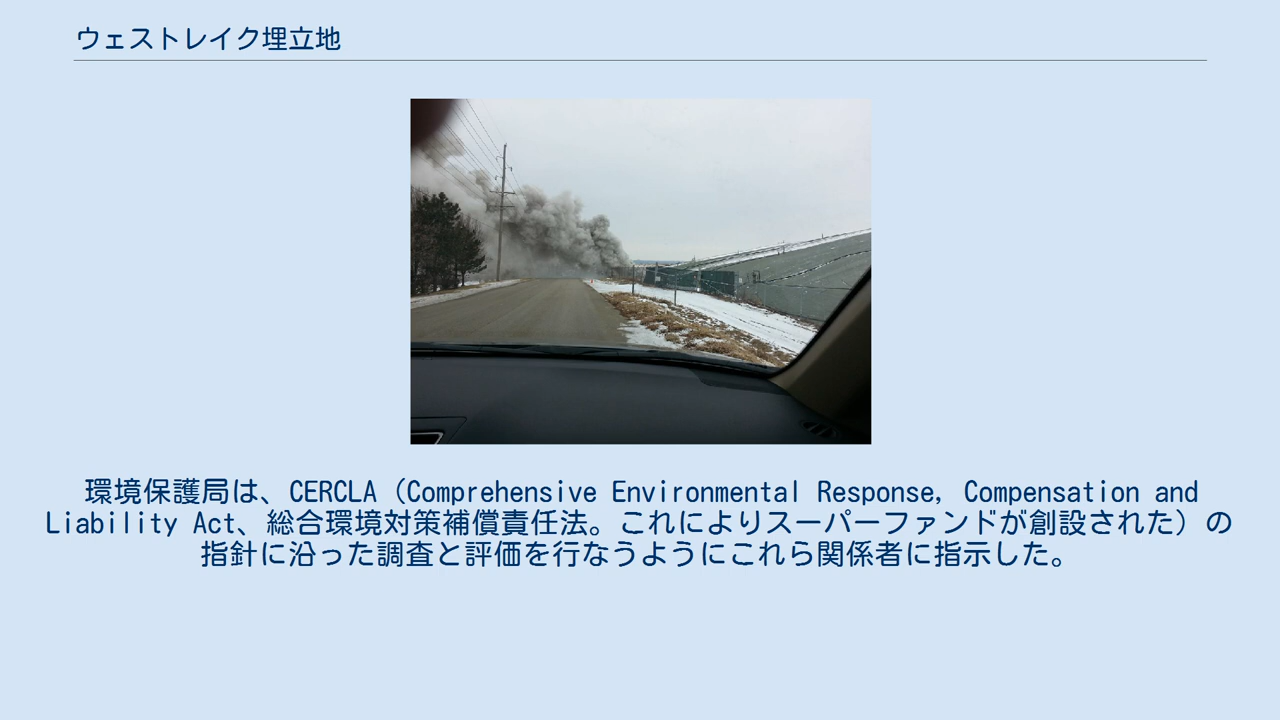 ウェストレイク埋立地
環境保護局は、CERCLA（Comprehensive Environmental Response, Compensation and
Liability Act、総合環境対策補償責任法。これによりスーパーファンドが創設された）の
指針に沿った調査と評価を行なうようにこれら関係者に指示した。